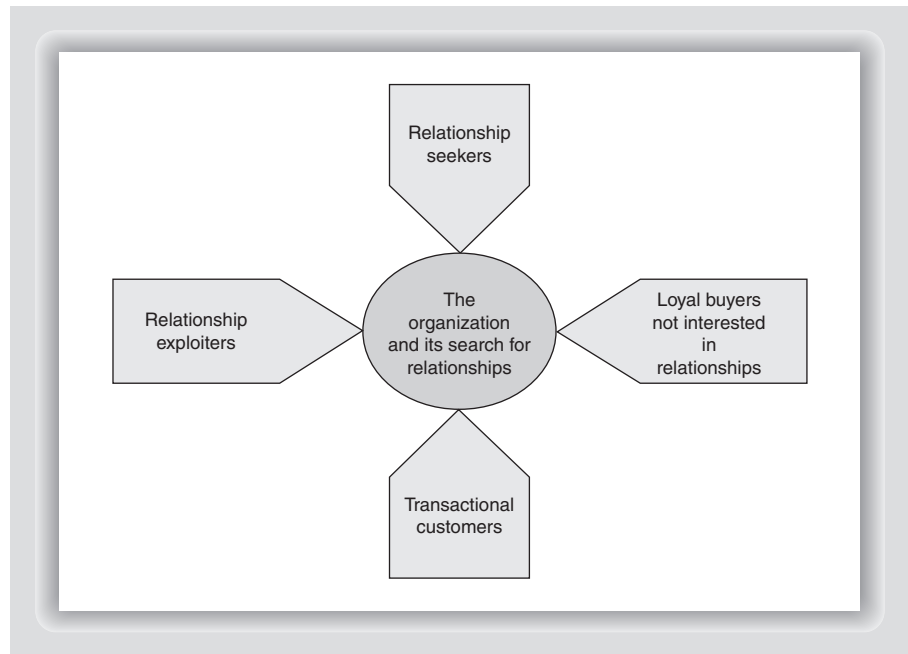 Relationship
seekers
Relationship
exploiters
The
organization
and its search for
relationships
Loyal buyers
not interested
in
relationships
Transactional
customers